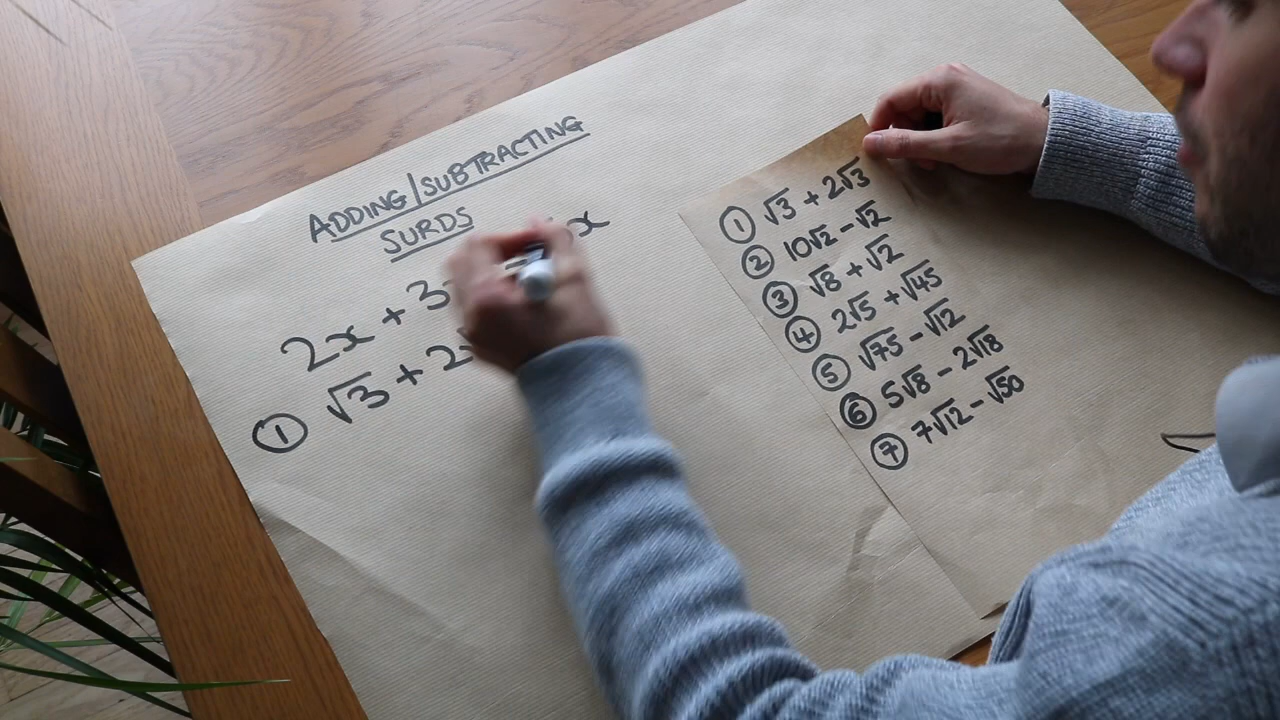 ADDING/SUBTRACTING
SURDS
2x + 3 x
① √3 + 2
① √3 + 2√3
② 10√2 - √2
③ √8 + √2
④ 2√5 + √45
⑤ √75 - √12
⑥ 5√8 - 2√18
⑦ 7√12 - √50